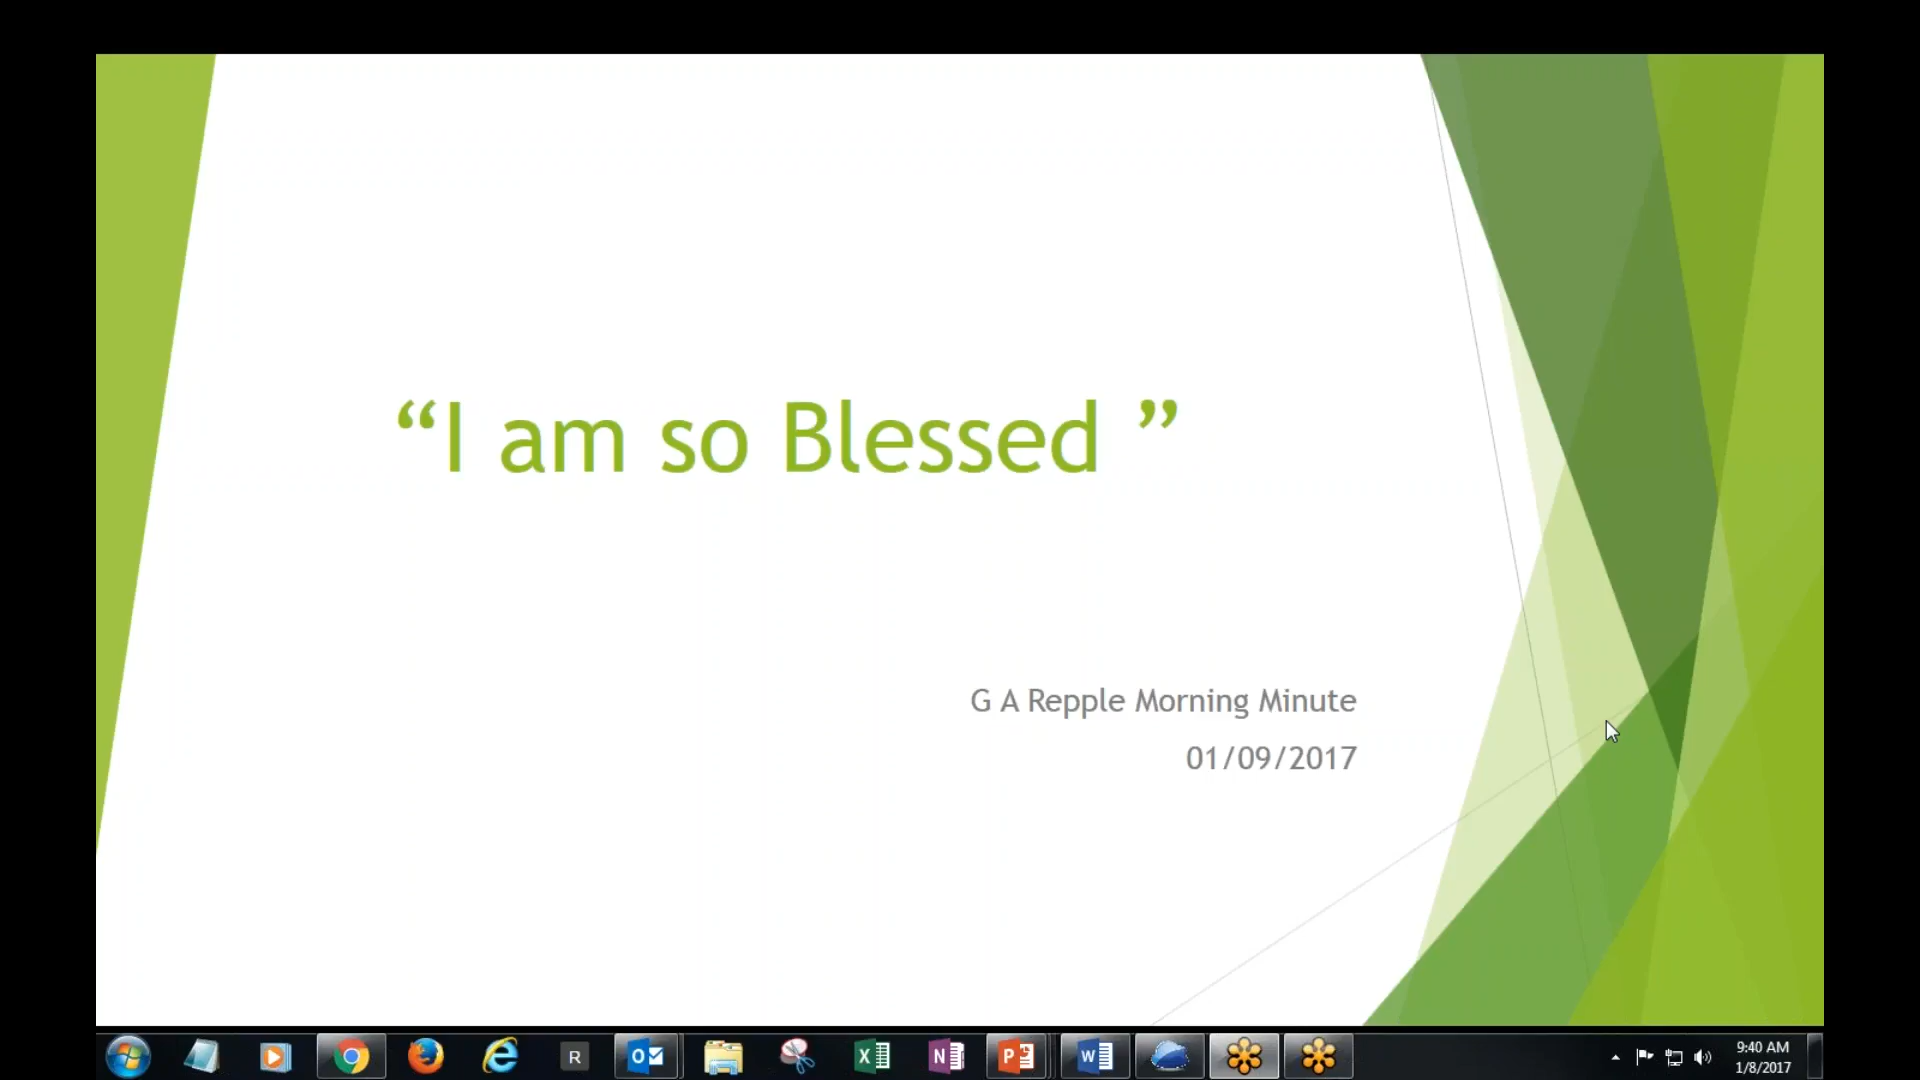 “I am so Blessed ”
G A Repple Morning Minute
01/09/2017
R
9:40 AM
1/8/2017